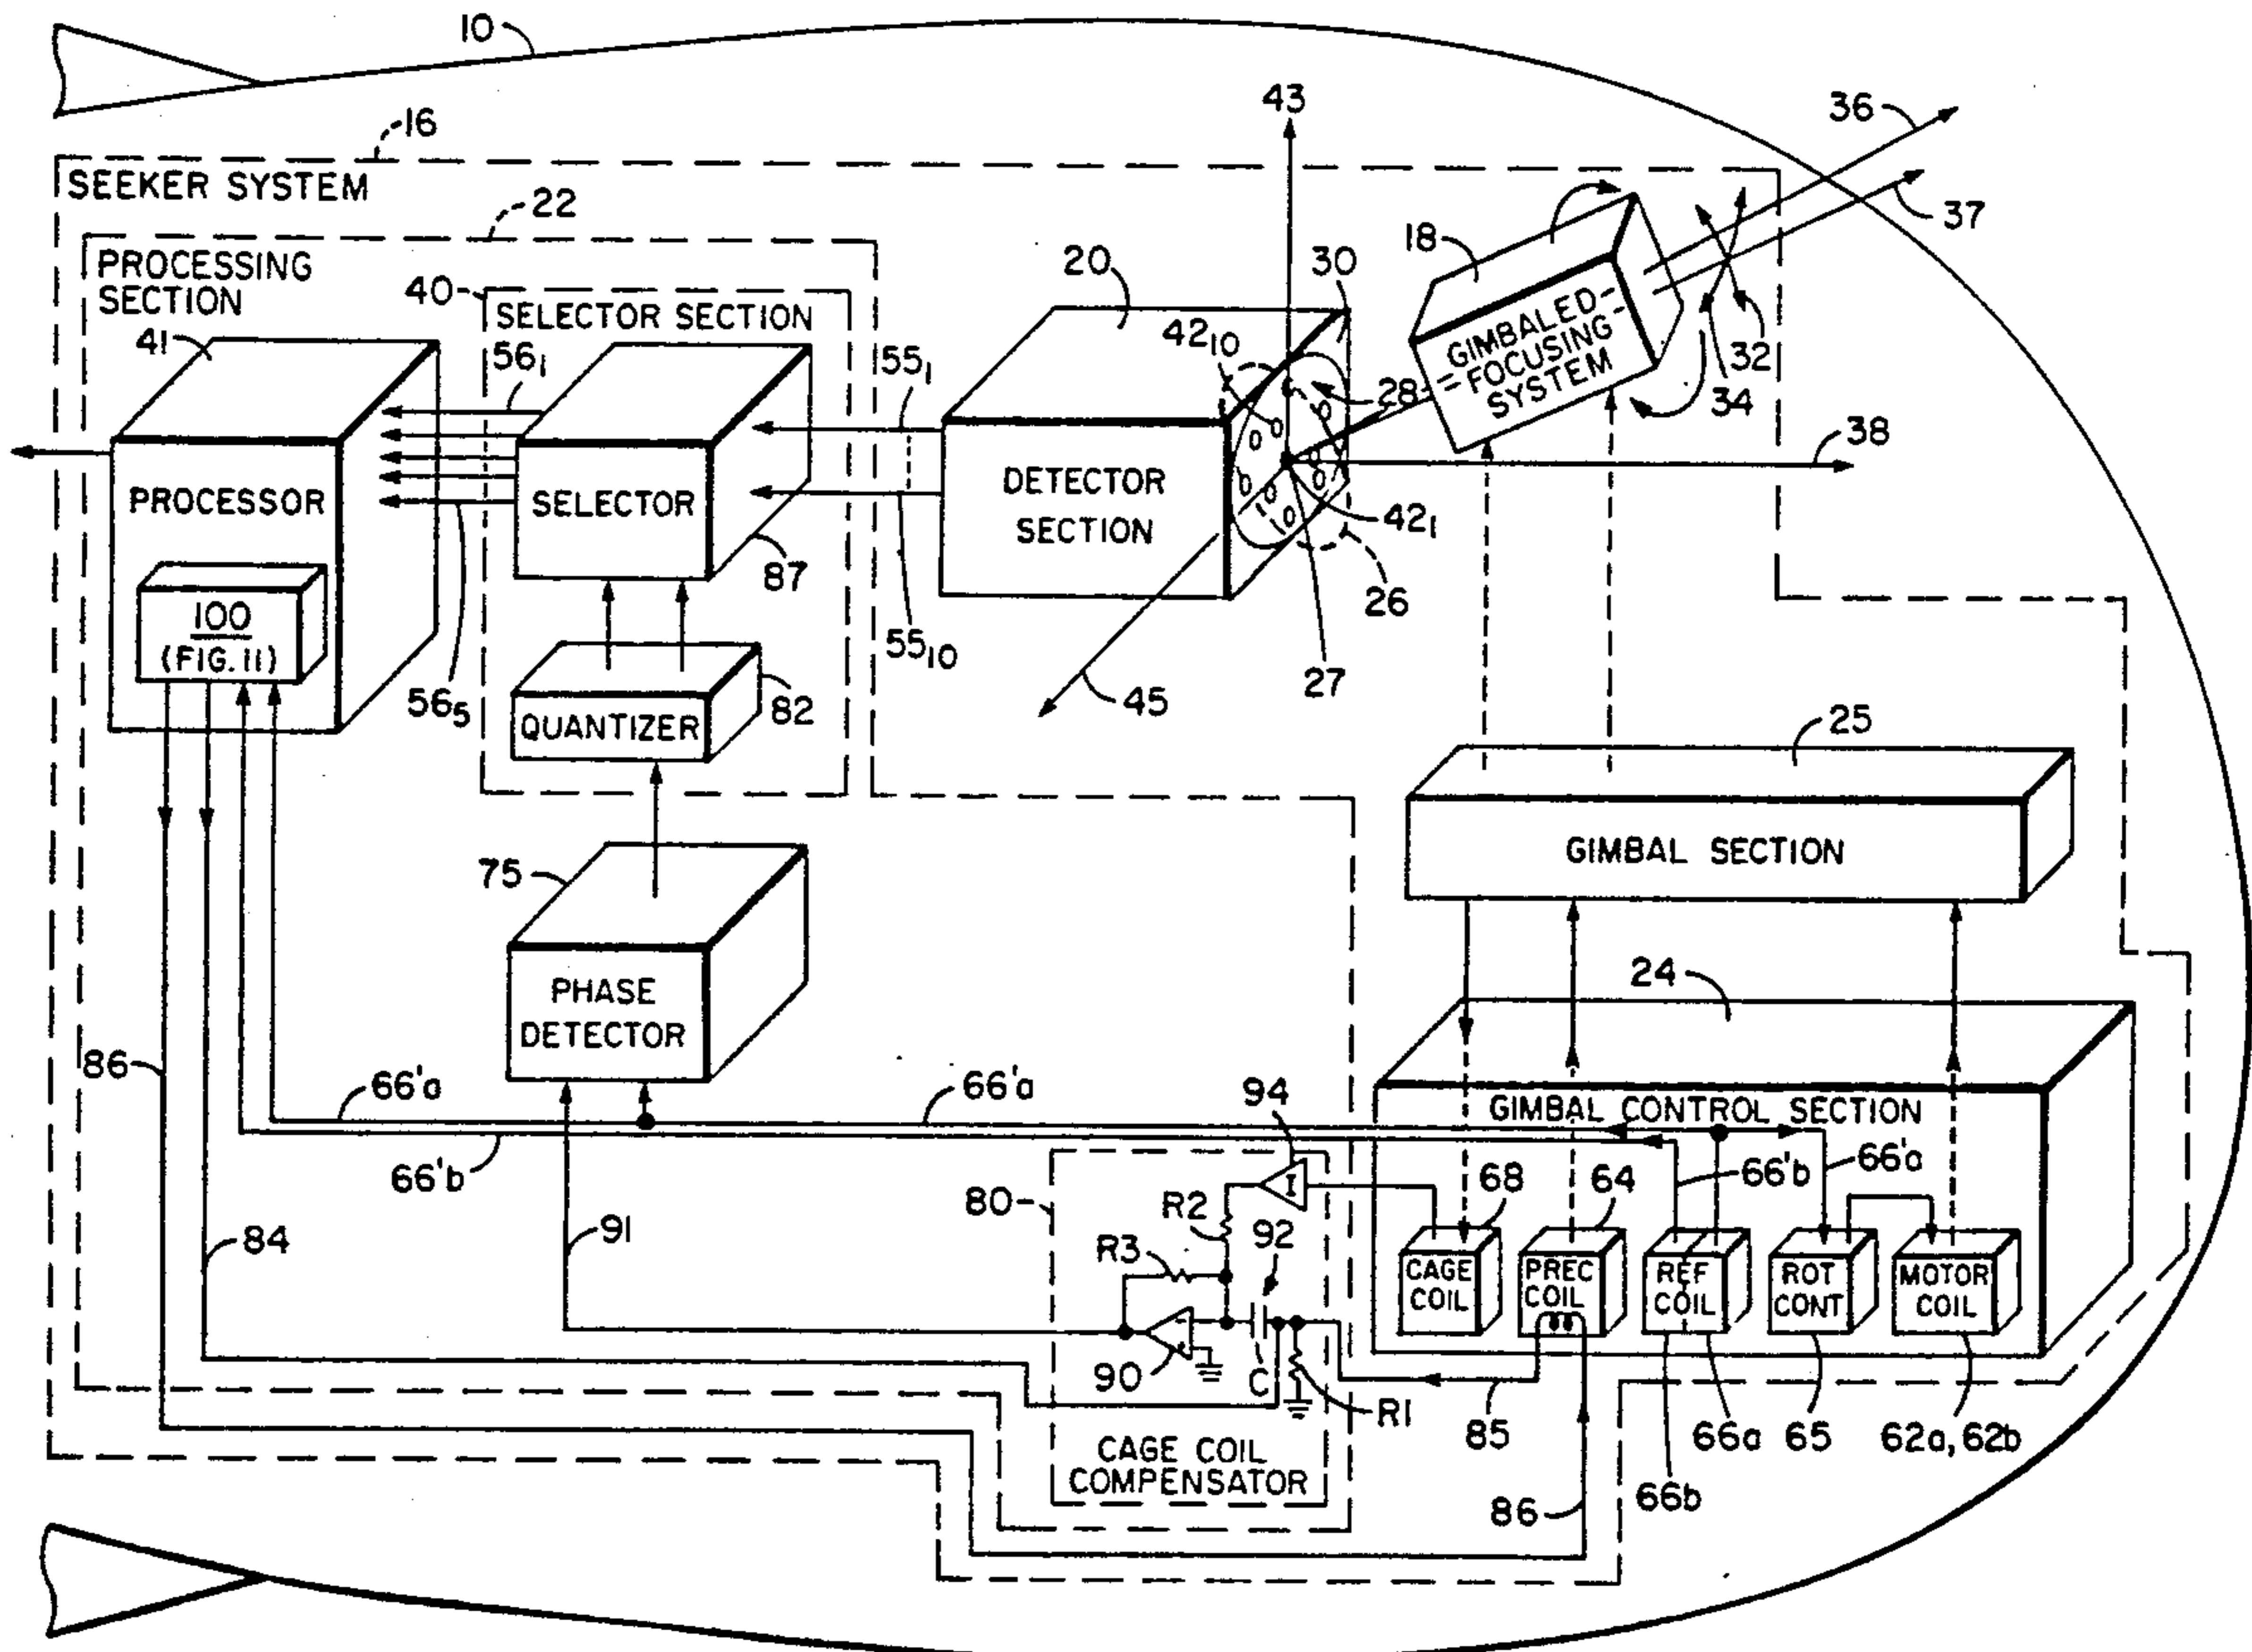 10
16
SEEKER SYSTEM
22
PROCESSING
SECTION
40
SELECTOR SECTION
41
56₁
PROCESSOR
100
(FIG. 11)
56₅
SELECTOR
87
QUANTIZER
82
55₁
55₁₀
20
DETECTOR
SECTION
43
30
42₁₀
28
42₁
26
27
45
18
GIMBALED
FOCUSING
SYSTEM
36
37
32
34
38
25
GIMBAL SECTION
75
PHASE
DETECTOR
24
GIMBAL CONTROL SECTION
86
66'a
66'a
66'b
84
91
94
I
80
R2
R3
92
90
C
R1
CAGE COIL
COMPENSATOR
68
64
66'b
66'a
CAGE
COIL
PREC
COIL
REF
COIL
ROT
CONT
MOTOR
COIL
85
86
66b
66a
65
62a, 62b